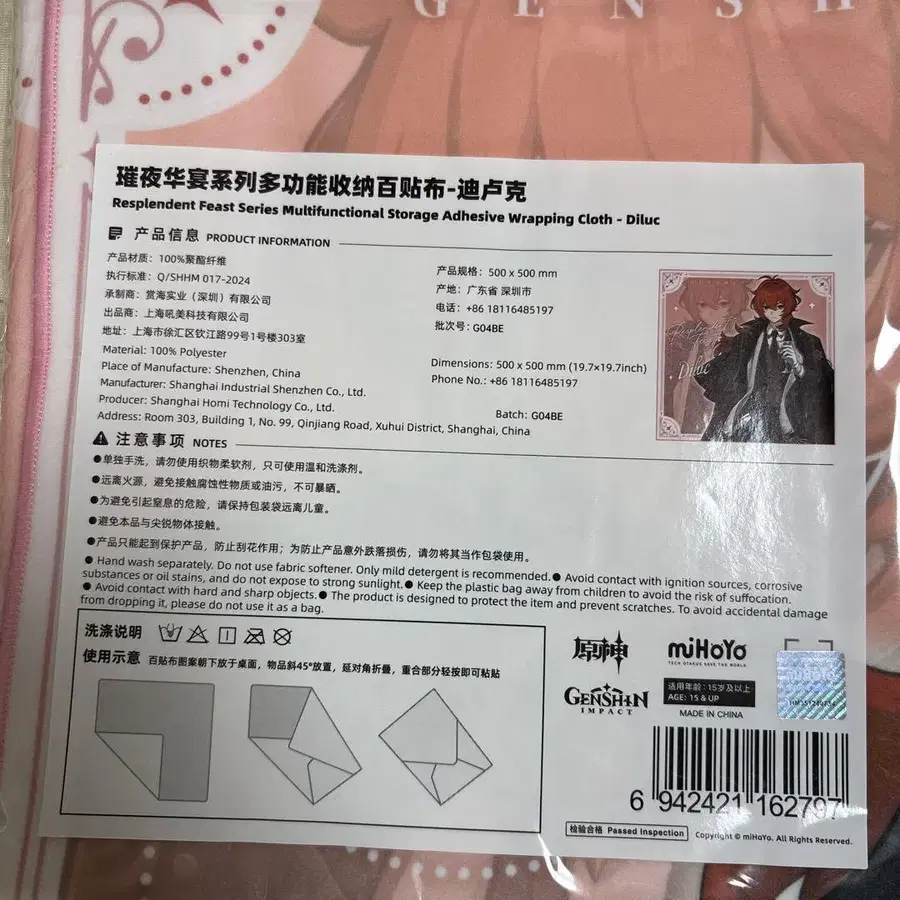 GENSH
璀夜华宴系列多功能收纳百贴布-迪卢克
Resplendent Feast Series Multifunctional Storage Adhesive Wrapping Cloth - Diluc
产品信息 PRODUCT INFORMATION
产品材质：100%聚酯纤维
执行标准：Q/SHHM 017-2024
承制商：赏海实业（深圳）有限公司
出品商：上海吼美科技有限公司
地址：上海市徐汇区钦江路99号1号楼303室
产品规格：500 x 500 mm
产地：广东省 深圳市
电话：+86 18116485197
批次号：G04BE
Material: 100% Polyester
Place of Manufacture: Shenzhen, China
Manufacturer: Shanghai Industrial Shenzhen Co., Ltd.
Producer: Shanghai Homi Technology Co., Ltd.
Address: Room 303, Building 1, No. 99, Qinjiang Road, Xuhui District, Shanghai, China
Dimensions: 500 x 500 mm (19.7×19.7inch)
Phone No.: +86 18116485197
Batch: G04BE
Diluc
注意事项 NOTES
●单独手洗，请勿使用织物柔软剂，只可使用温和洗涤剂。
●远离火源，避免接触腐蚀性物质或油污，不可暴晒。
●为避免引起窒息的危险，请保持包装袋远离儿童。
●避免本品与尖锐物体接触。
●产品只能起到保护产品，防止刮花作用；为防止产品意外跌落损伤，请勿将其当作包袋使用。
● Hand wash separately. Do not use fabric softener. Only mild detergent is recommended.● Avoid contact with ignition sources, corrosive
substances or oil stains, and do not expose to strong sunlight.● Keep the plastic bag away from children to avoid the risk of suffocation.
● Avoid contact with hard and sharp objects.● The product is designed to protect the item and prevent scratches. To avoid accidental damage
from dropping it, please do not use it as a bag.
洗涤说明
使用示意 百贴布图案朝下放于桌面，物品斜45°放置，延对角折叠，重合部分轻按即可粘贴
原神
GENSHIN
IMPACT
miHoYo
TECH OTAKUS SAVE THE WORLD
适用年龄：15岁及以上
AGE: 15 & UP
MADE IN CHINA
miHoYo
6 942421 162797
检验合格 Passed Inspection
Copyright © miHoYo. All Rights Reserved.